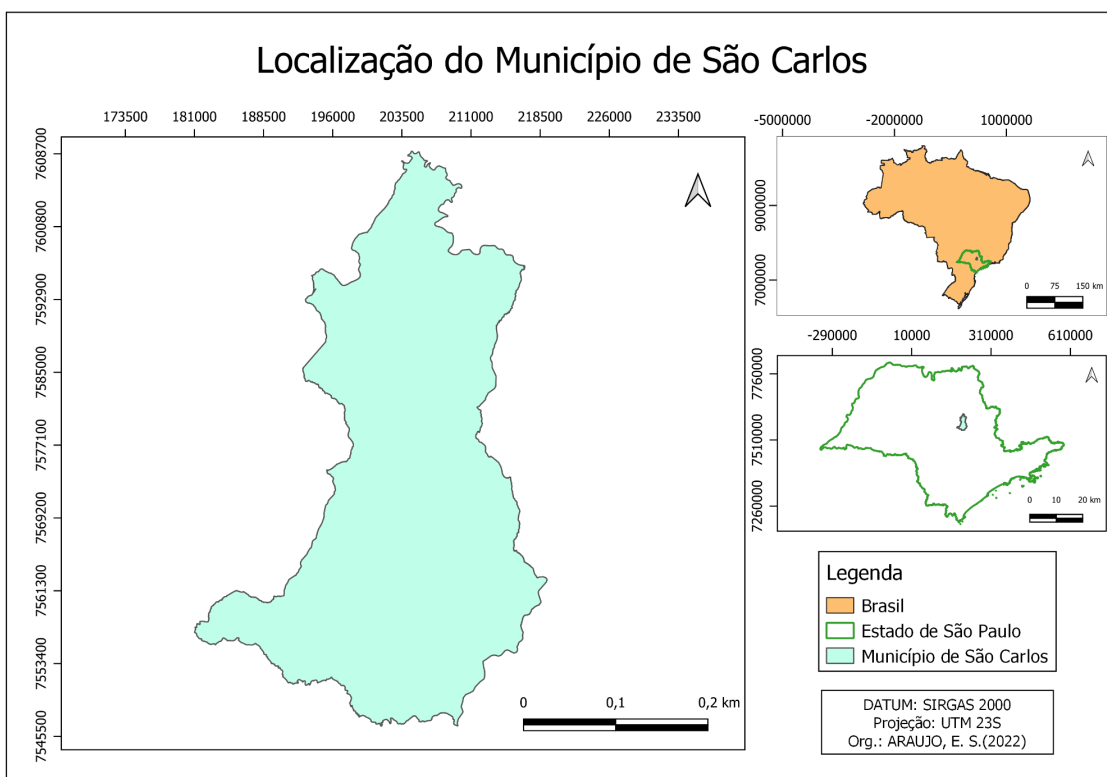 Localização do Município de São Carlos
173500 181000 188500 196000 203500 211000 218500 226000 233500
7608700
7600800
7592900
7585000
7577100
7569200
7561300
7553400
7545500
0 0,1 0,2 km
-5000000 -2000000 1000000
9000000
7000000
0 75 150 km
-290000 10000 310000 610000
7760000
7510000
7260000
0 10 20 km
Legenda
Brasil
Estado de São Paulo
Município de São Carlos
DATUM: SIRGAS 2000
Projeção: UTM 23S
Org.: ARAUJO, E. S.(2022)